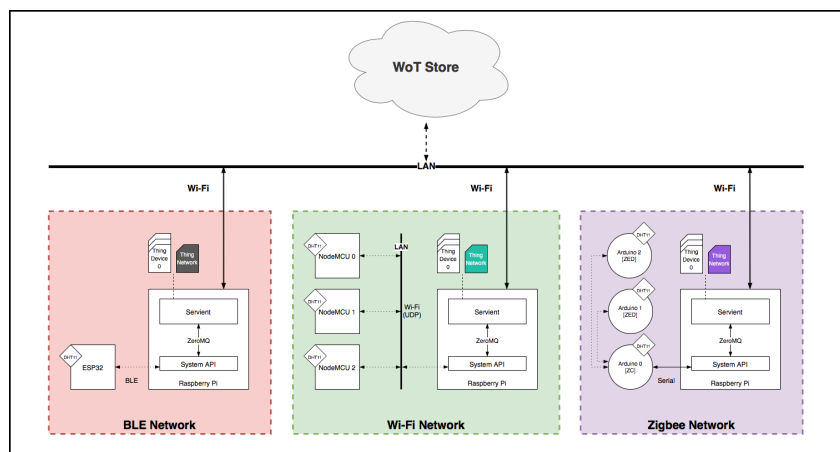 WoT Store
LAN
Wi-Fi
Wi-Fi
Wi-Fi
Thing
Device
0
Thing
Network
Servient
ZeroMQ
System API
Raspberry Pi
DHT11
ESP32
BLE
BLE Network
DHT11
NodeMCU 0
DHT11
NodeMCU 1
DHT11
NodeMCU 2
LAN
Wi-Fi
(UDP)
Thing
Device
0
Thing
Network
Servient
ZeroMQ
System API
Raspberry Pi
Wi-Fi Network
DHT11
Arduino 2
[ZED]
DHT11
Arduino 1
[ZED]
DHT11
Arduino 0
[ZC]
Serial
Thing
Device
0
Thing
Network
Servient
ZeroMQ
System API
Raspberry Pi
Zigbee Network